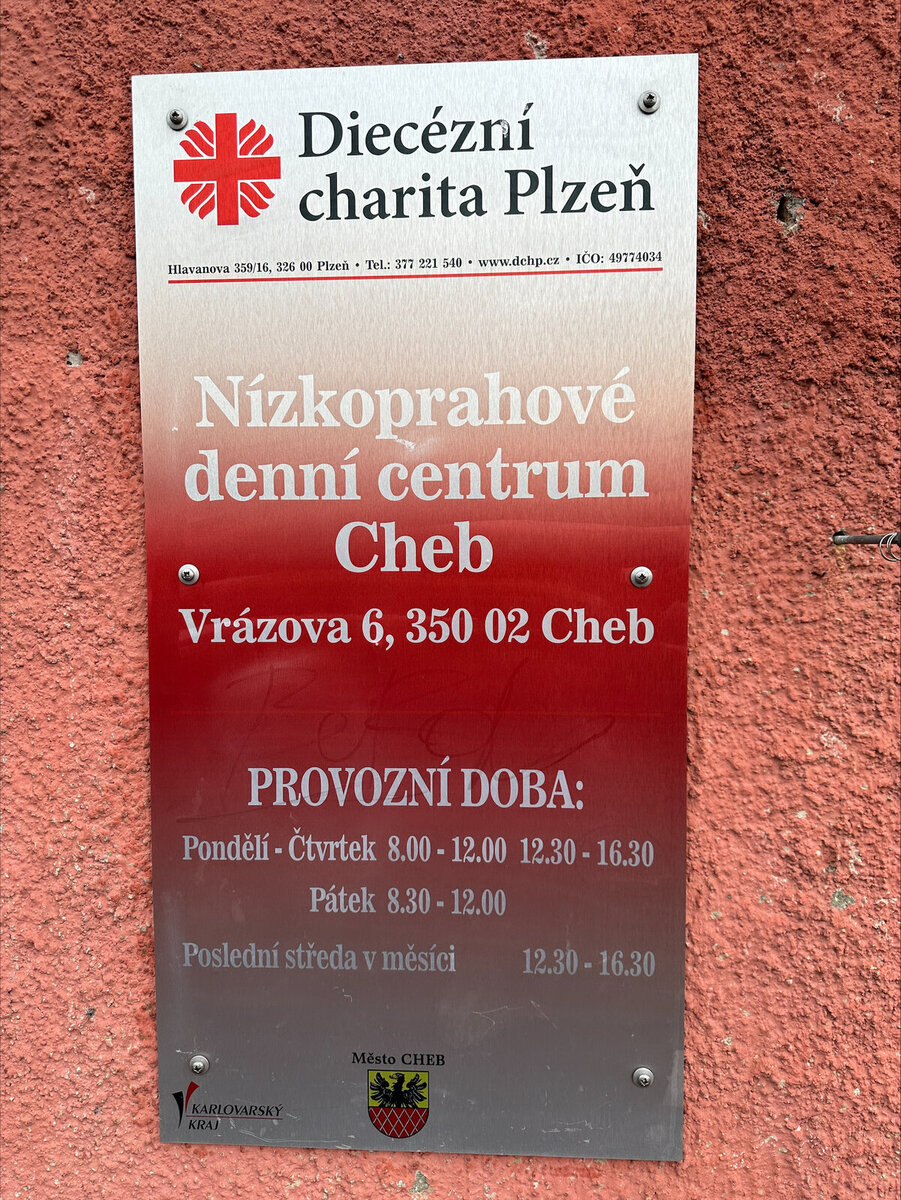 Diecézní
charita Plzeň
Hlavanova 359/16, 326 00 Plzeň • Tel.: 377 221 540 • www.dchp.cz • IČO: 49774034
Nízkoprahové
denní centrum
Cheb
Vrázova 6, 350 02 Cheb
PROVOZNÍ DOBA:
Pondělí - Čtvrtek 8.00 - 12.00 12.30 - 16.30
Pátek 8.30 - 12.00
Poslední středa v měsíci 12.30 - 16.30
Město CHEB
KARLOVARSKÝ
KRAJ